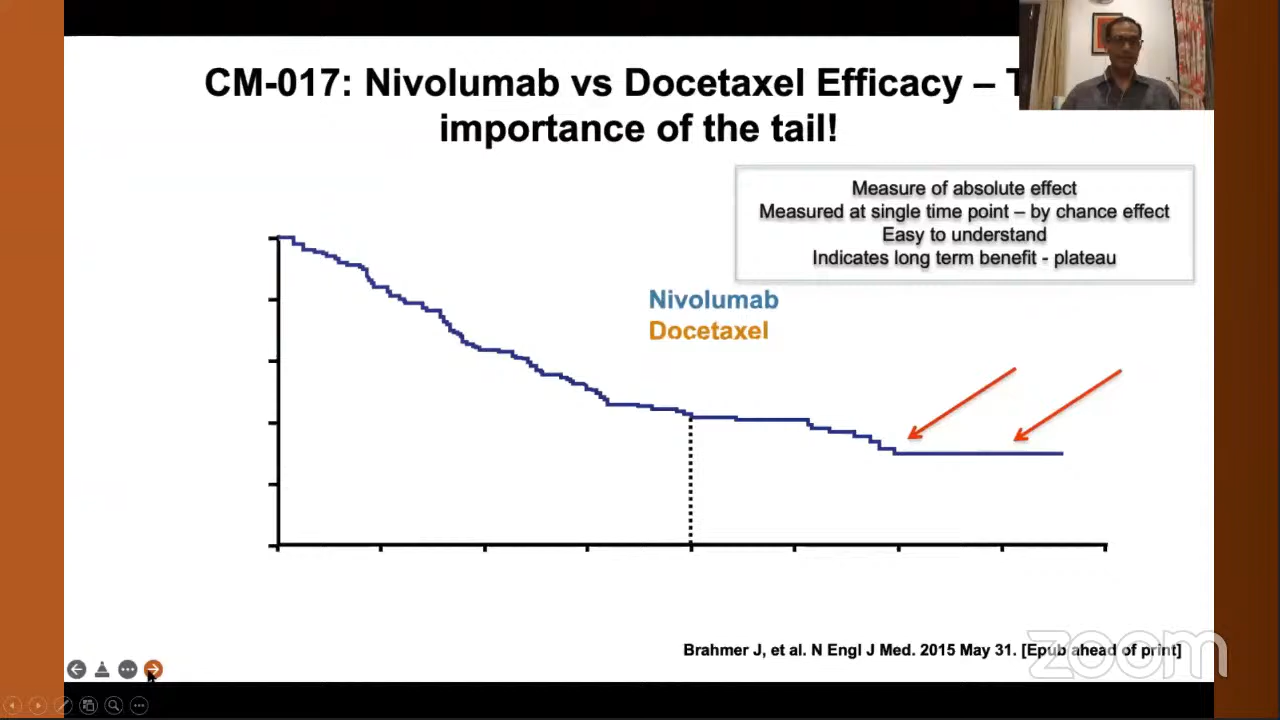 CM-017: Nivolumab vs Docetaxel Efficacy –
importance of the tail!
Measure of absolute effect
Measured at single time point – by chance effect
Easy to understand
Indicates long term benefit - plateau
Nivolumab
Docetaxel
Brahmer J, et al. N Engl J Med. 2015 May 31. [Epub ahead of print]
zoom